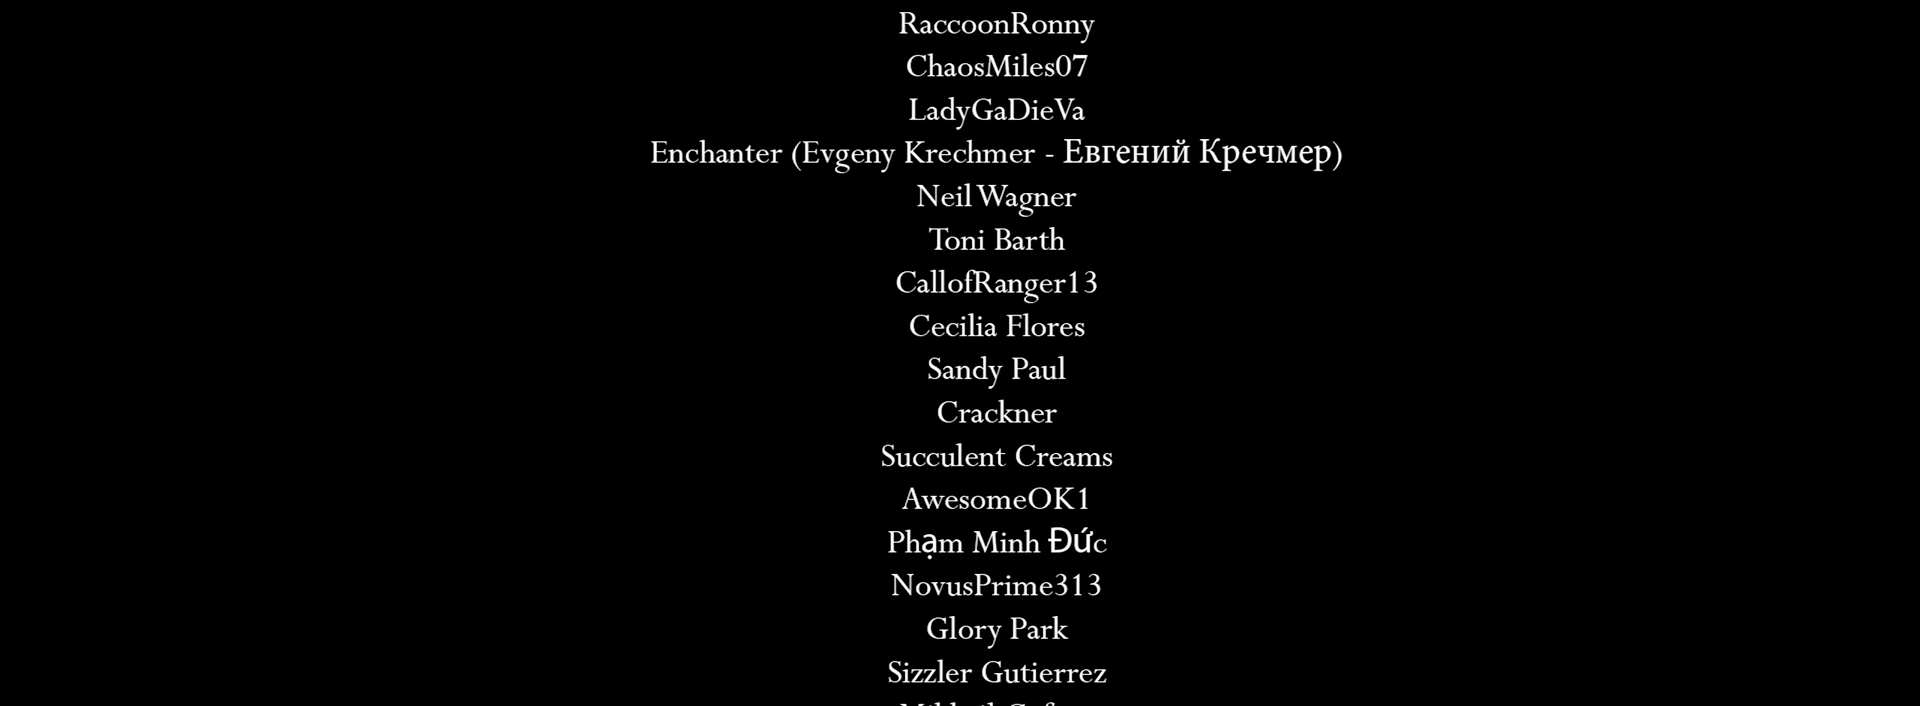 RaccoonRonny
ChaosMiles07
LadyGaDieVa
Enchanter (Evgeny Krechmer - Евгений Кречмер)
Neil Wagner
Toni Barth
CallofRanger13
Cecilia Flores
Sandy Paul
Crackner
Succulent Creams
AwesomeOK1
Phạm Minh Đức
NovusPrime313
Glory Park
Sizzler Gutierrez